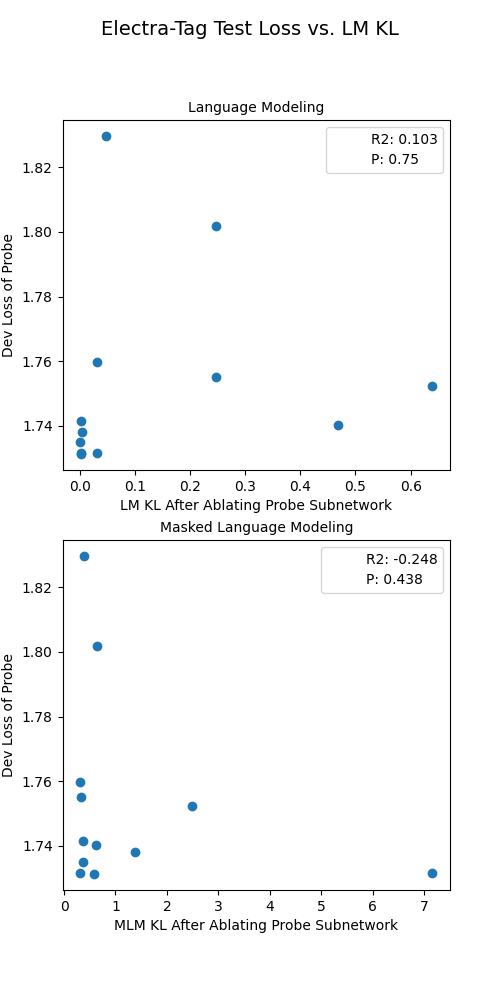 Electra-Tag Test Loss vs. LM KL
Language Modeling
R2: 0.103
P: 0.75
Dev Loss of Probe
1.82
1.80
1.78
1.76
1.74
0.0 0.1 0.2 0.3 0.4 0.5 0.6
LM KL After Ablating Probe Subnetwork
Masked Language Modeling
R2: -0.248
P: 0.438
Dev Loss of Probe
1.82
1.80
1.78
1.76
1.74
0 1 2 3 4 5 6 7
MLM KL After Ablating Probe Subnetwork